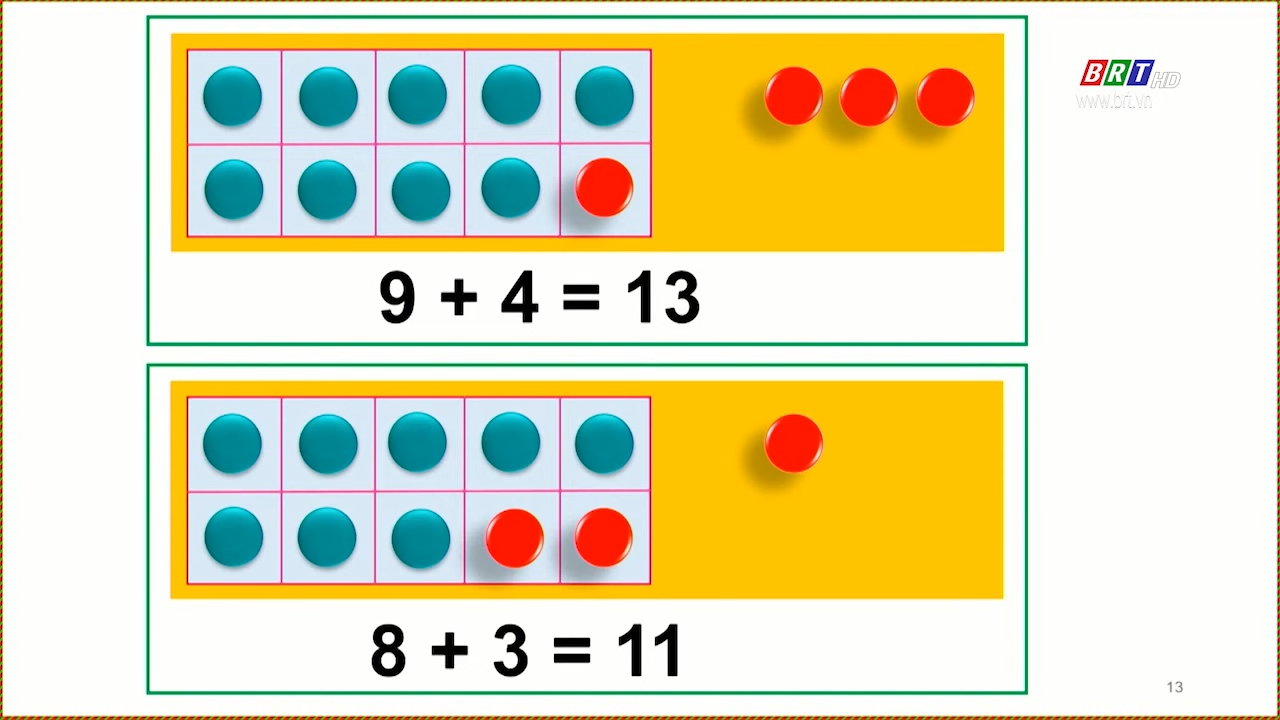 BRT HD
www.brt.vn
9 + 4 = 13
8 + 3 = 11
13